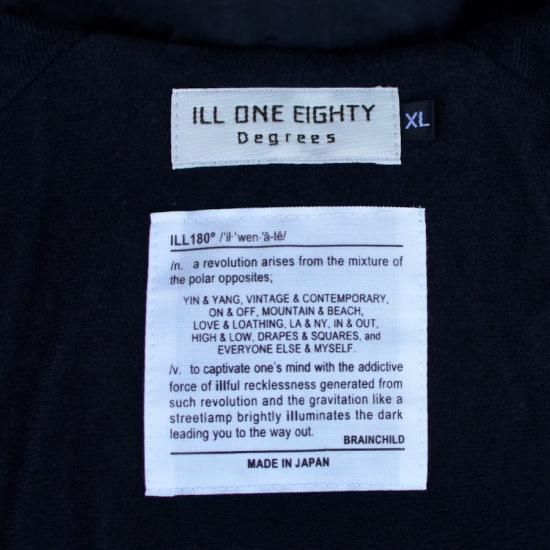 ILL ONE EIGHTY
Degrees
XL
ILL180° /'il-'wen-'ā-tē/
/n. a revolution arises from the mixture of
the polar opposites;
YIN & YANG, VINTAGE & CONTEMPORARY,
ON & OFF, MOUNTAIN & BEACH,
LOVE & LOATHING, LA & NY, IN & OUT,
HIGH & LOW, DRAPES & SQUARES, and
EVERYONE ELSE & MYSELF.
/v. to captivate one's mind with the addictive
force of illful recklessness generated from
such revolution and the gravitation like a
streetlamp brightly illuminates the dark
leading you to the way out.
BRAINCHILD
MADE IN JAPAN